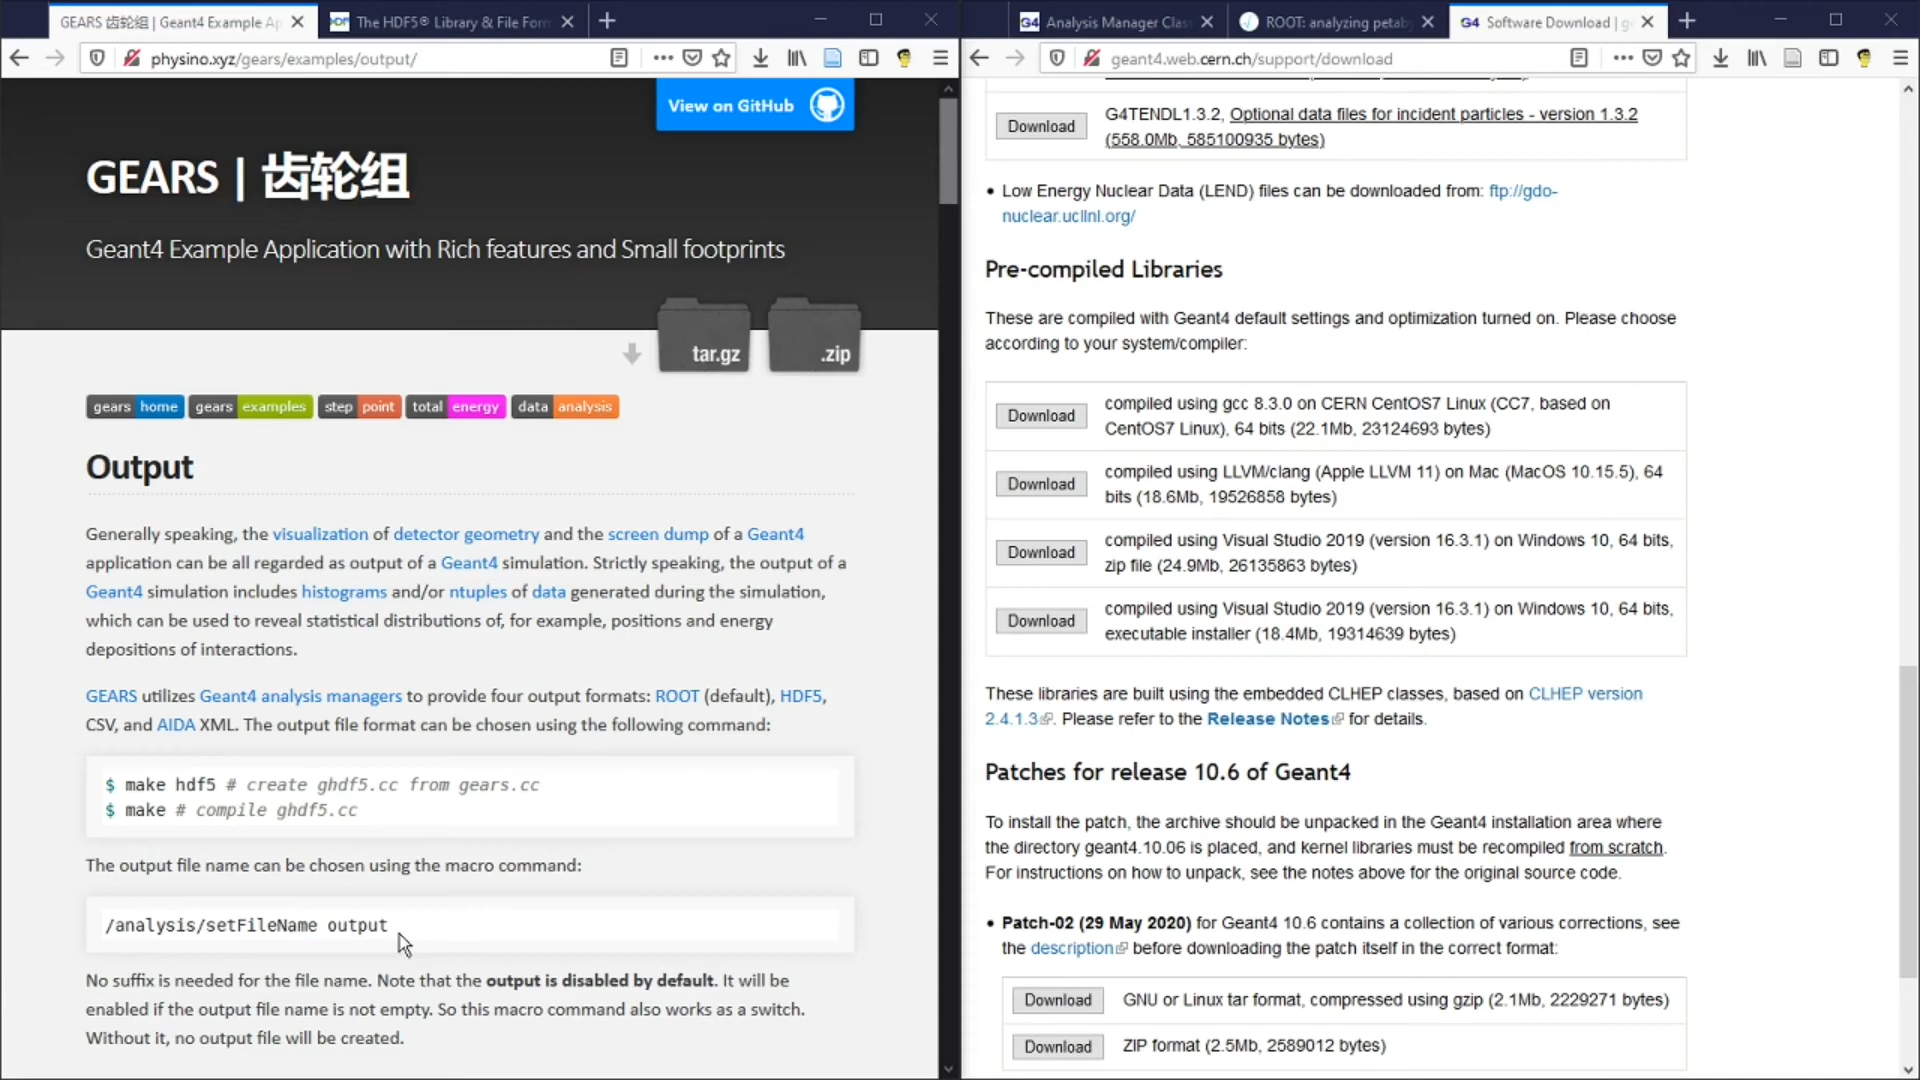 GEARS 齿轮组 | Geant4 Example Ap
The HDF5® Library & File Form
physino.xyz/gears/examples/output/
View on GitHub
GEARS | 齿轮组
Geant4 Example Application with Rich features and Small footprints
tar.gz
.zip
gears home gears examples step point total energy data analysis
Output
Generally speaking, the visualization of detector geometry and the screen dump of a Geant4
application can be all regarded as output of a Geant4 simulation. Strictly speaking, the output of a
Geant4 simulation includes histograms and/or ntuples of data generated during the simulation,
which can be used to reveal statistical distributions of, for example, positions and energy
depositions of interactions.
GEARS utilizes Geant4 analysis managers to provide four output formats: ROOT (default), HDF5,
CSV, and AIDA XML. The output file format can be chosen using the following command:
$ make hdf5 # create ghdf5.cc from gears.cc
$ make # compile ghdf5.cc
The output file name can be chosen using the macro command:
/analysis/setFileName output
No suffix is needed for the file name. Note that the output is disabled by default. It will be
enabled if the output file name is not empty. So this macro command also works as a switch.
Without it, no output file will be created.
G4 Analysis Manager Clas
ROOT: analyzing petaby
G4 Software Download | ge
geant4.web.cern.ch/support/download
Download
G4TENDL1.3.2, Optional data files for incident particles - version 1.3.2
(558.0Mb, 585100935 bytes)
• Low Energy Nuclear Data (LEND) files can be downloaded from: ftp://gdo-
nuclear.ucllnl.org/
Pre-compiled Libraries
These are compiled with Geant4 default settings and optimization turned on. Please choose
according to your system/compiler:
Download
compiled using gcc 8.3.0 on CERN CentOS7 Linux (CC7, based on
CentOS7 Linux), 64 bits (22.1Mb, 23124693 bytes)
Download
compiled using LLVM/clang (Apple LLVM 11) on Mac (MacOS 10.15.5), 64
bits (18.6Mb, 19526858 bytes)
Download
compiled using Visual Studio 2019 (version 16.3.1) on Windows 10, 64 bits,
zip file (24.9Mb, 26135863 bytes)
Download
compiled using Visual Studio 2019 (version 16.3.1) on Windows 10, 64 bits,
executable installer (18.4Mb, 19314639 bytes)
These libraries are built using the embedded CLHEP classes, based on CLHEP version
2.4.1.3. Please refer to the Release Notes for details.
Patches for release 10.6 of Geant4
To install the patch, the archive should be unpacked in the Geant4 installation area where
the directory geant4.10.06 is placed, and kernel libraries must be recompiled from scratch.
For instructions on how to unpack, see the notes above for the original source code.
• Patch-02 (29 May 2020) for Geant4 10.6 contains a collection of various corrections, see
the description before downloading the patch itself in the correct format:
Download
GNU or Linux tar format, compressed using gzip (2.1Mb, 2229271 bytes)
Download
ZIP format (2.5Mb, 2589012 bytes)